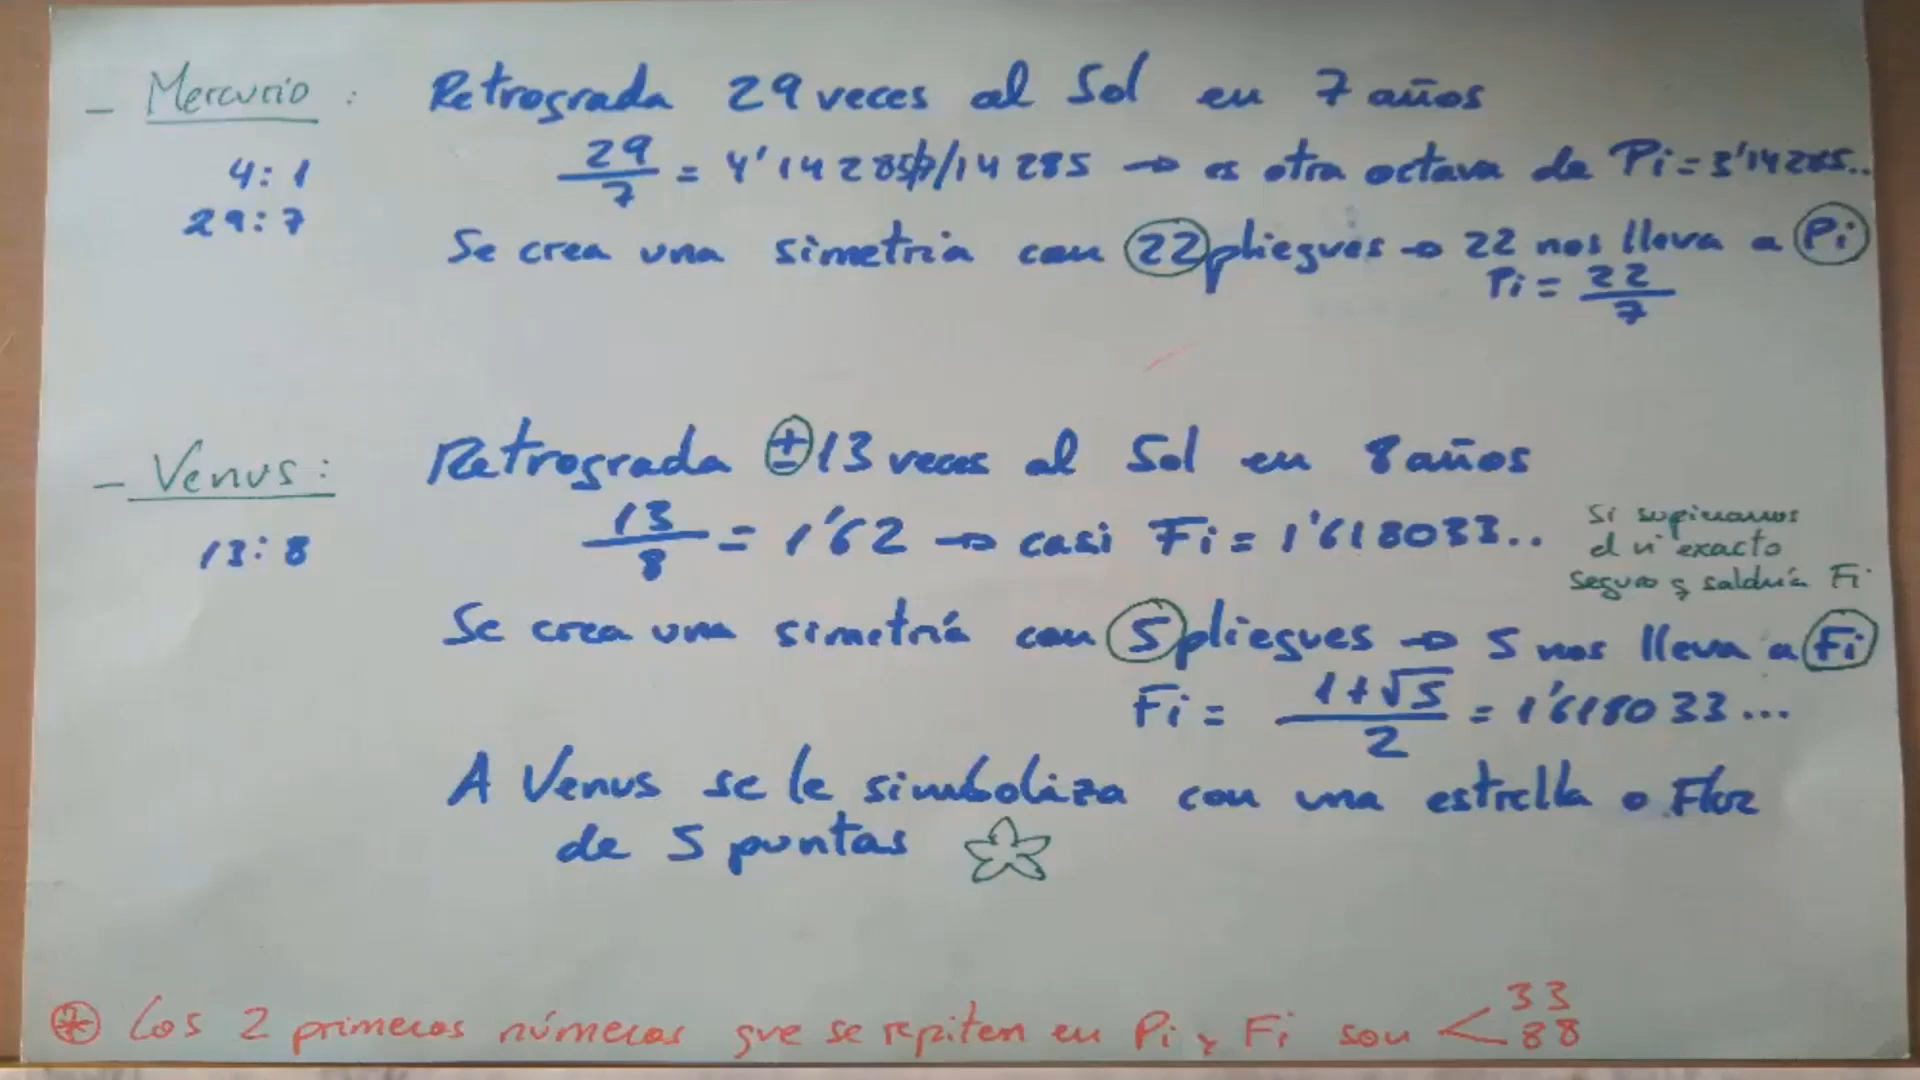 - Mercurio : Retrograda 29 veces al Sol en 7 años
4:1
29:7
29/7 = 4'14285 /14285 → es otra octava de Pi = 3'14285..
Se crea una simetria con 22 pliegues → 22 nos lleva a Pi
Pi = 22/7
- Venus : Retrograda ± 13 veces al Sol en 8 años
13:8
13/8 = 1'62 → casi Fi = 1'618033..
Si supieramos
el nº exacto
seguro q saldría Fi
Se crea una simetría con 5 pliegues → 5 nos lleva a Fi
Fi = 1+√5/2 = 1'618033...
A Venus se le simboliza con una estrella o Flor
de 5 puntas
* Los 2 primeros números que se repiten en Pi y Fi son < 33
88